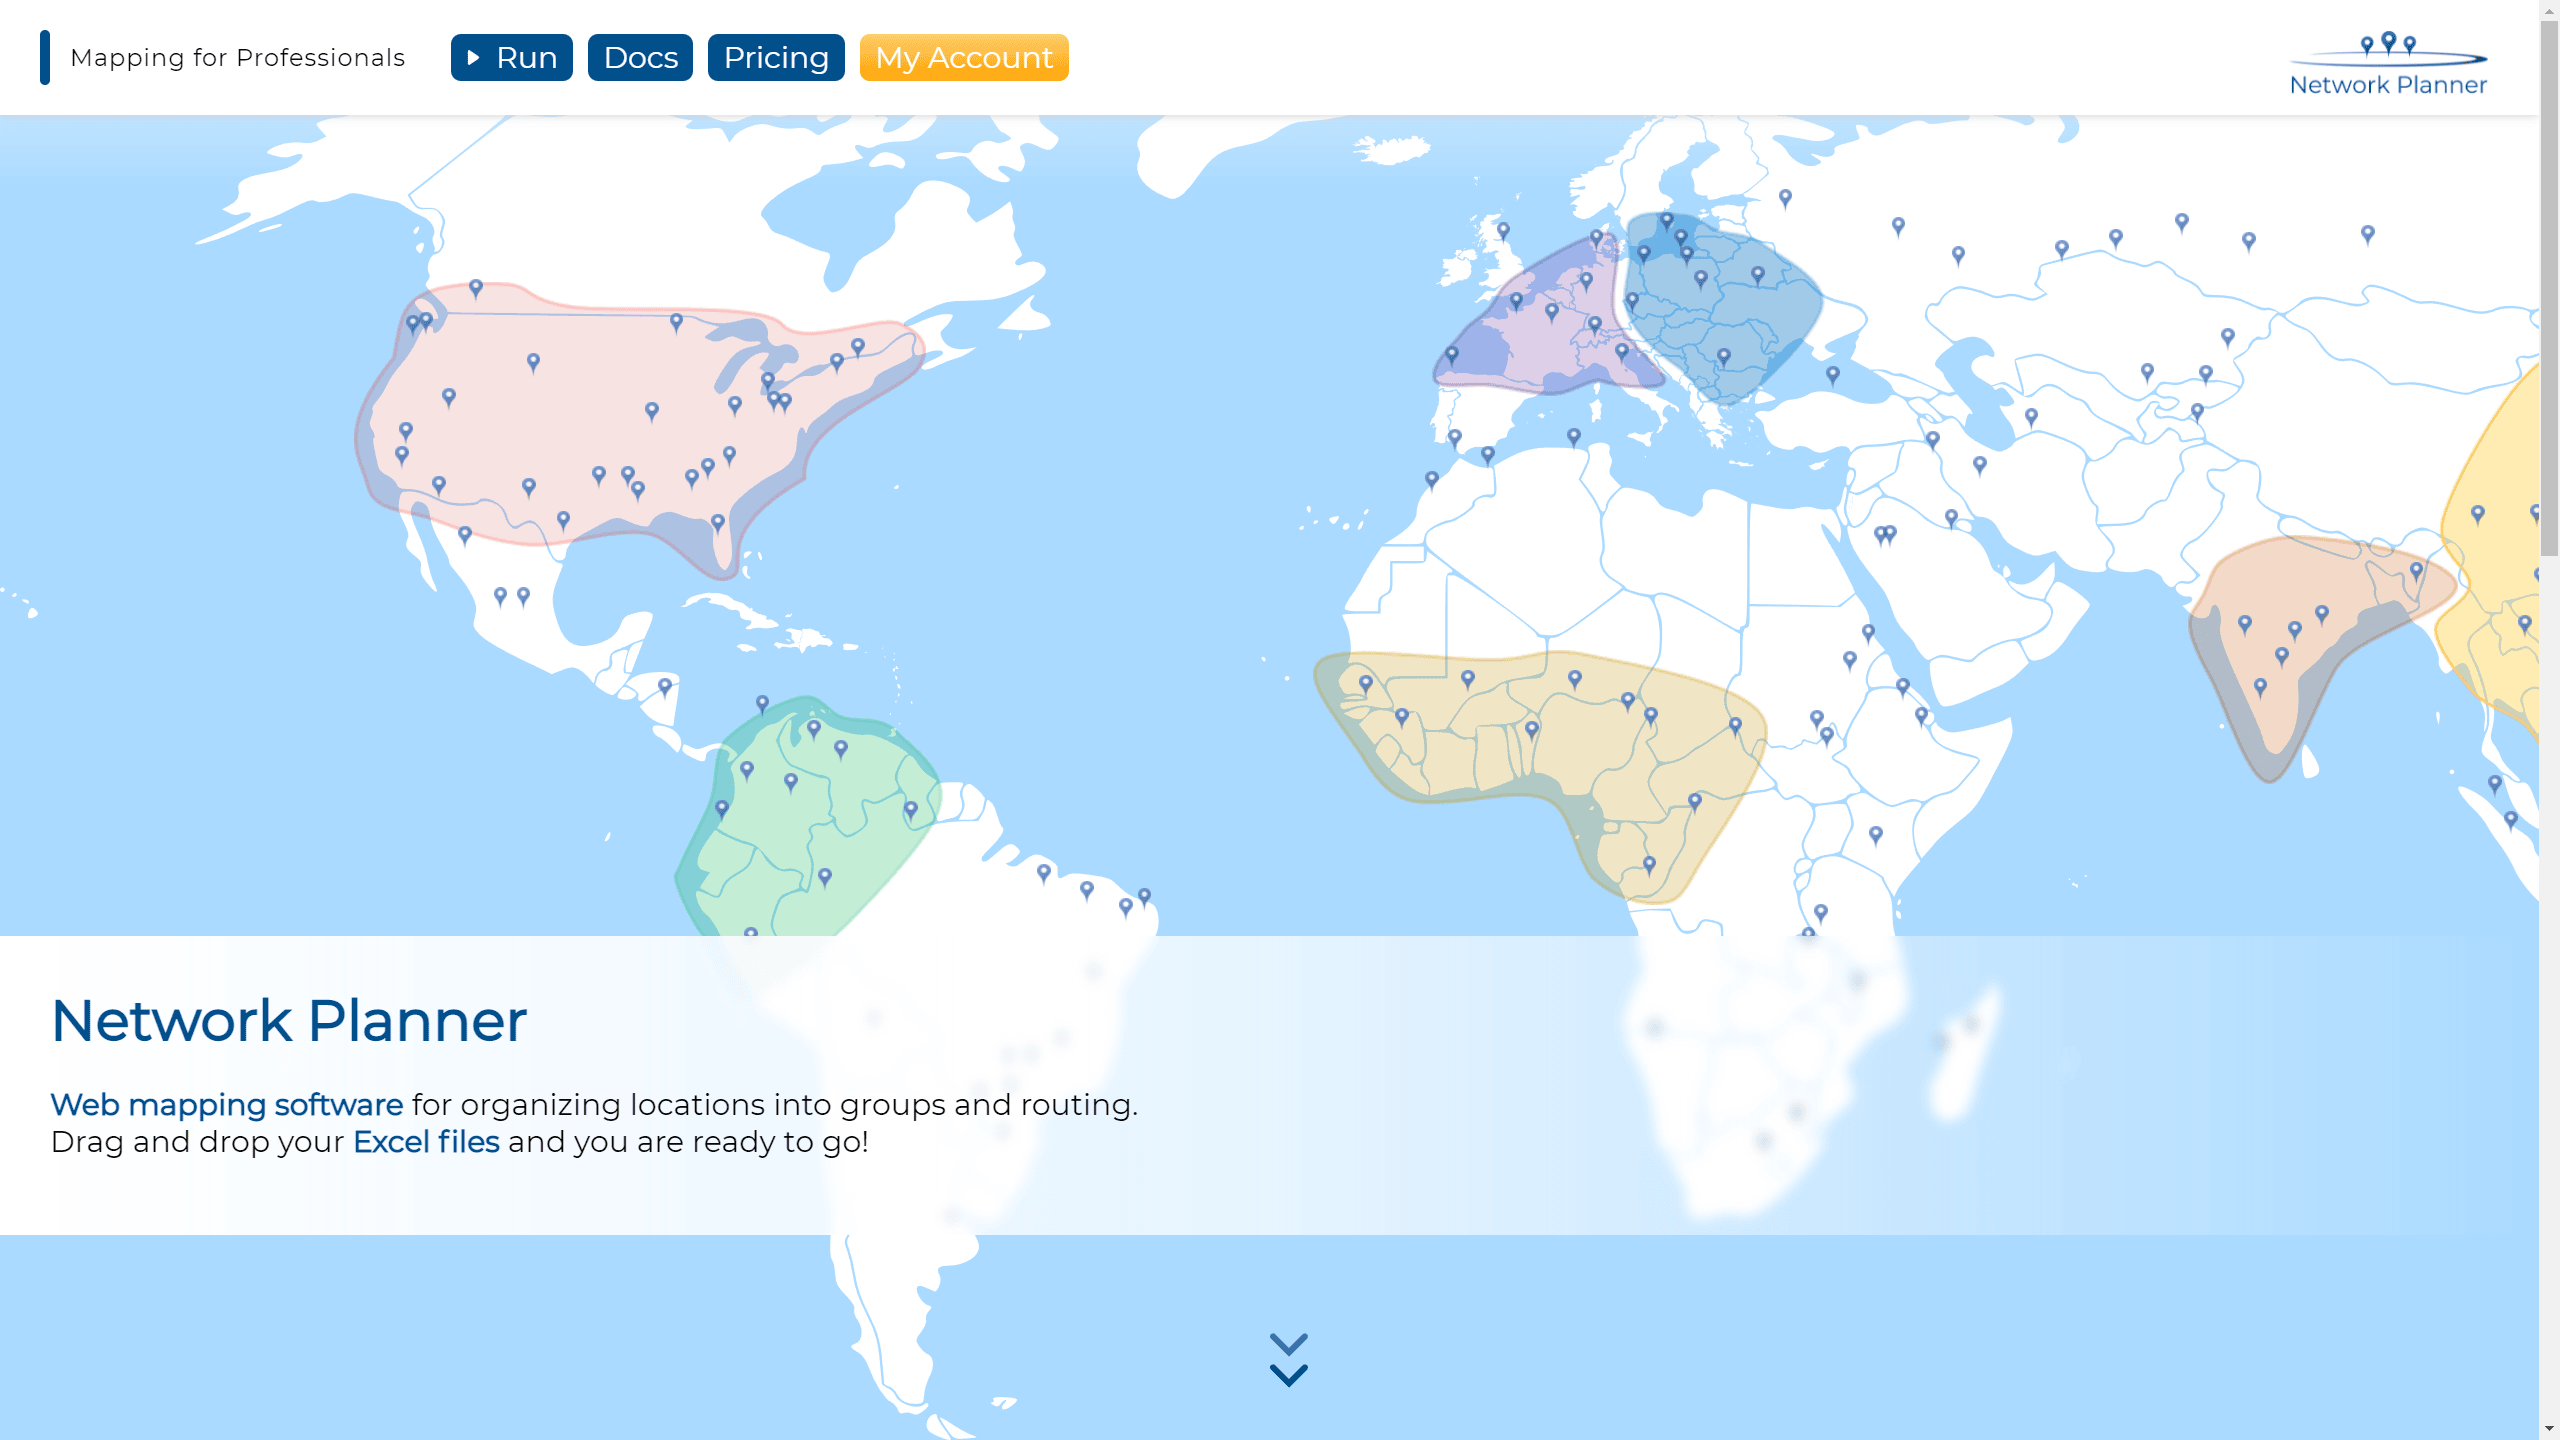 Mapping for Professionals
Run
Docs
Pricing
My Account
Network Planner
Network Planner
Web mapping software for organizing locations into groups and routing.
Drag and drop your Excel files and you are ready to go!